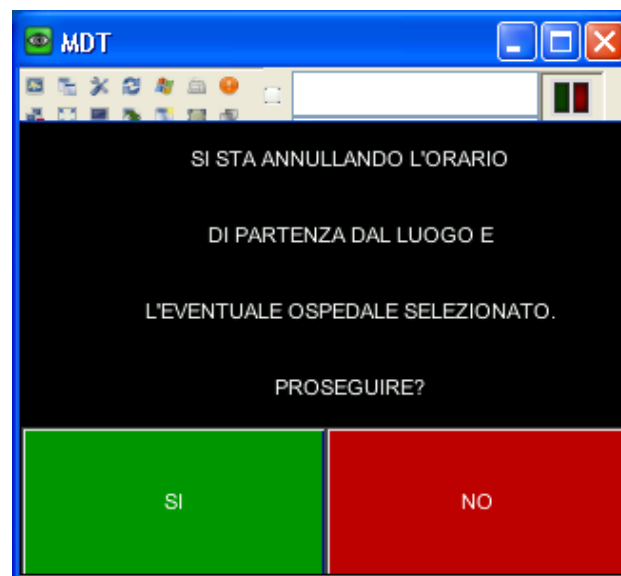 MDT
SI STA ANNULLANDO L'ORARIO
DI PARTENZA DAL LUOGO E
L'EVENTUALE OSPEDALE SELEZIONATO.
PROSEGUIRE?
SI
NO